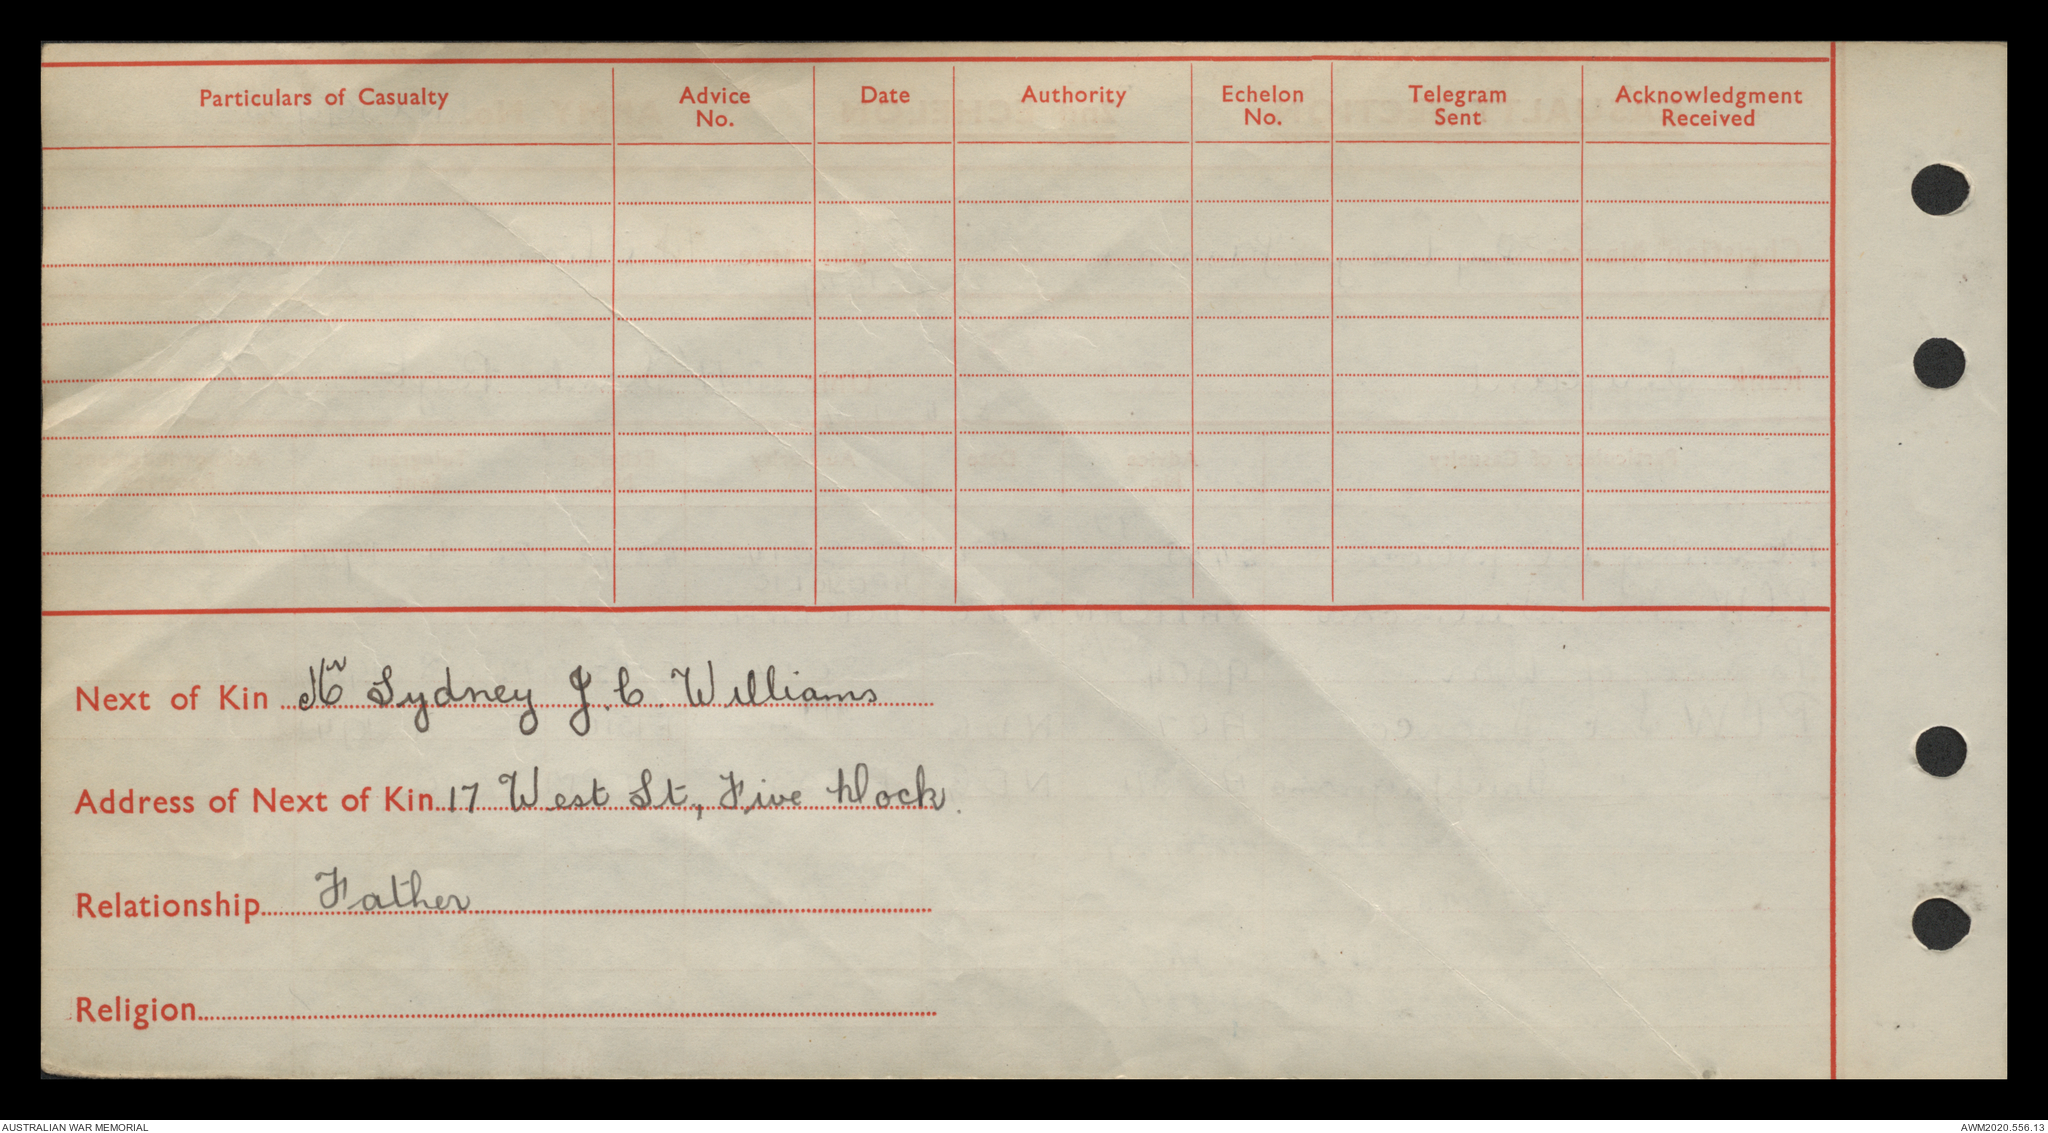 Particulars of Casualty Advice No. Date Authority Echelon No. Telegram Sent Acknowledgment Received
Next of Kin Mr Sydney J. C. Williams
Address of Next of Kin 17 West St., Five Dock.
Relationship Father
Religion
AUSTRALIAN WAR MEMORIAL AWM2020.556.13